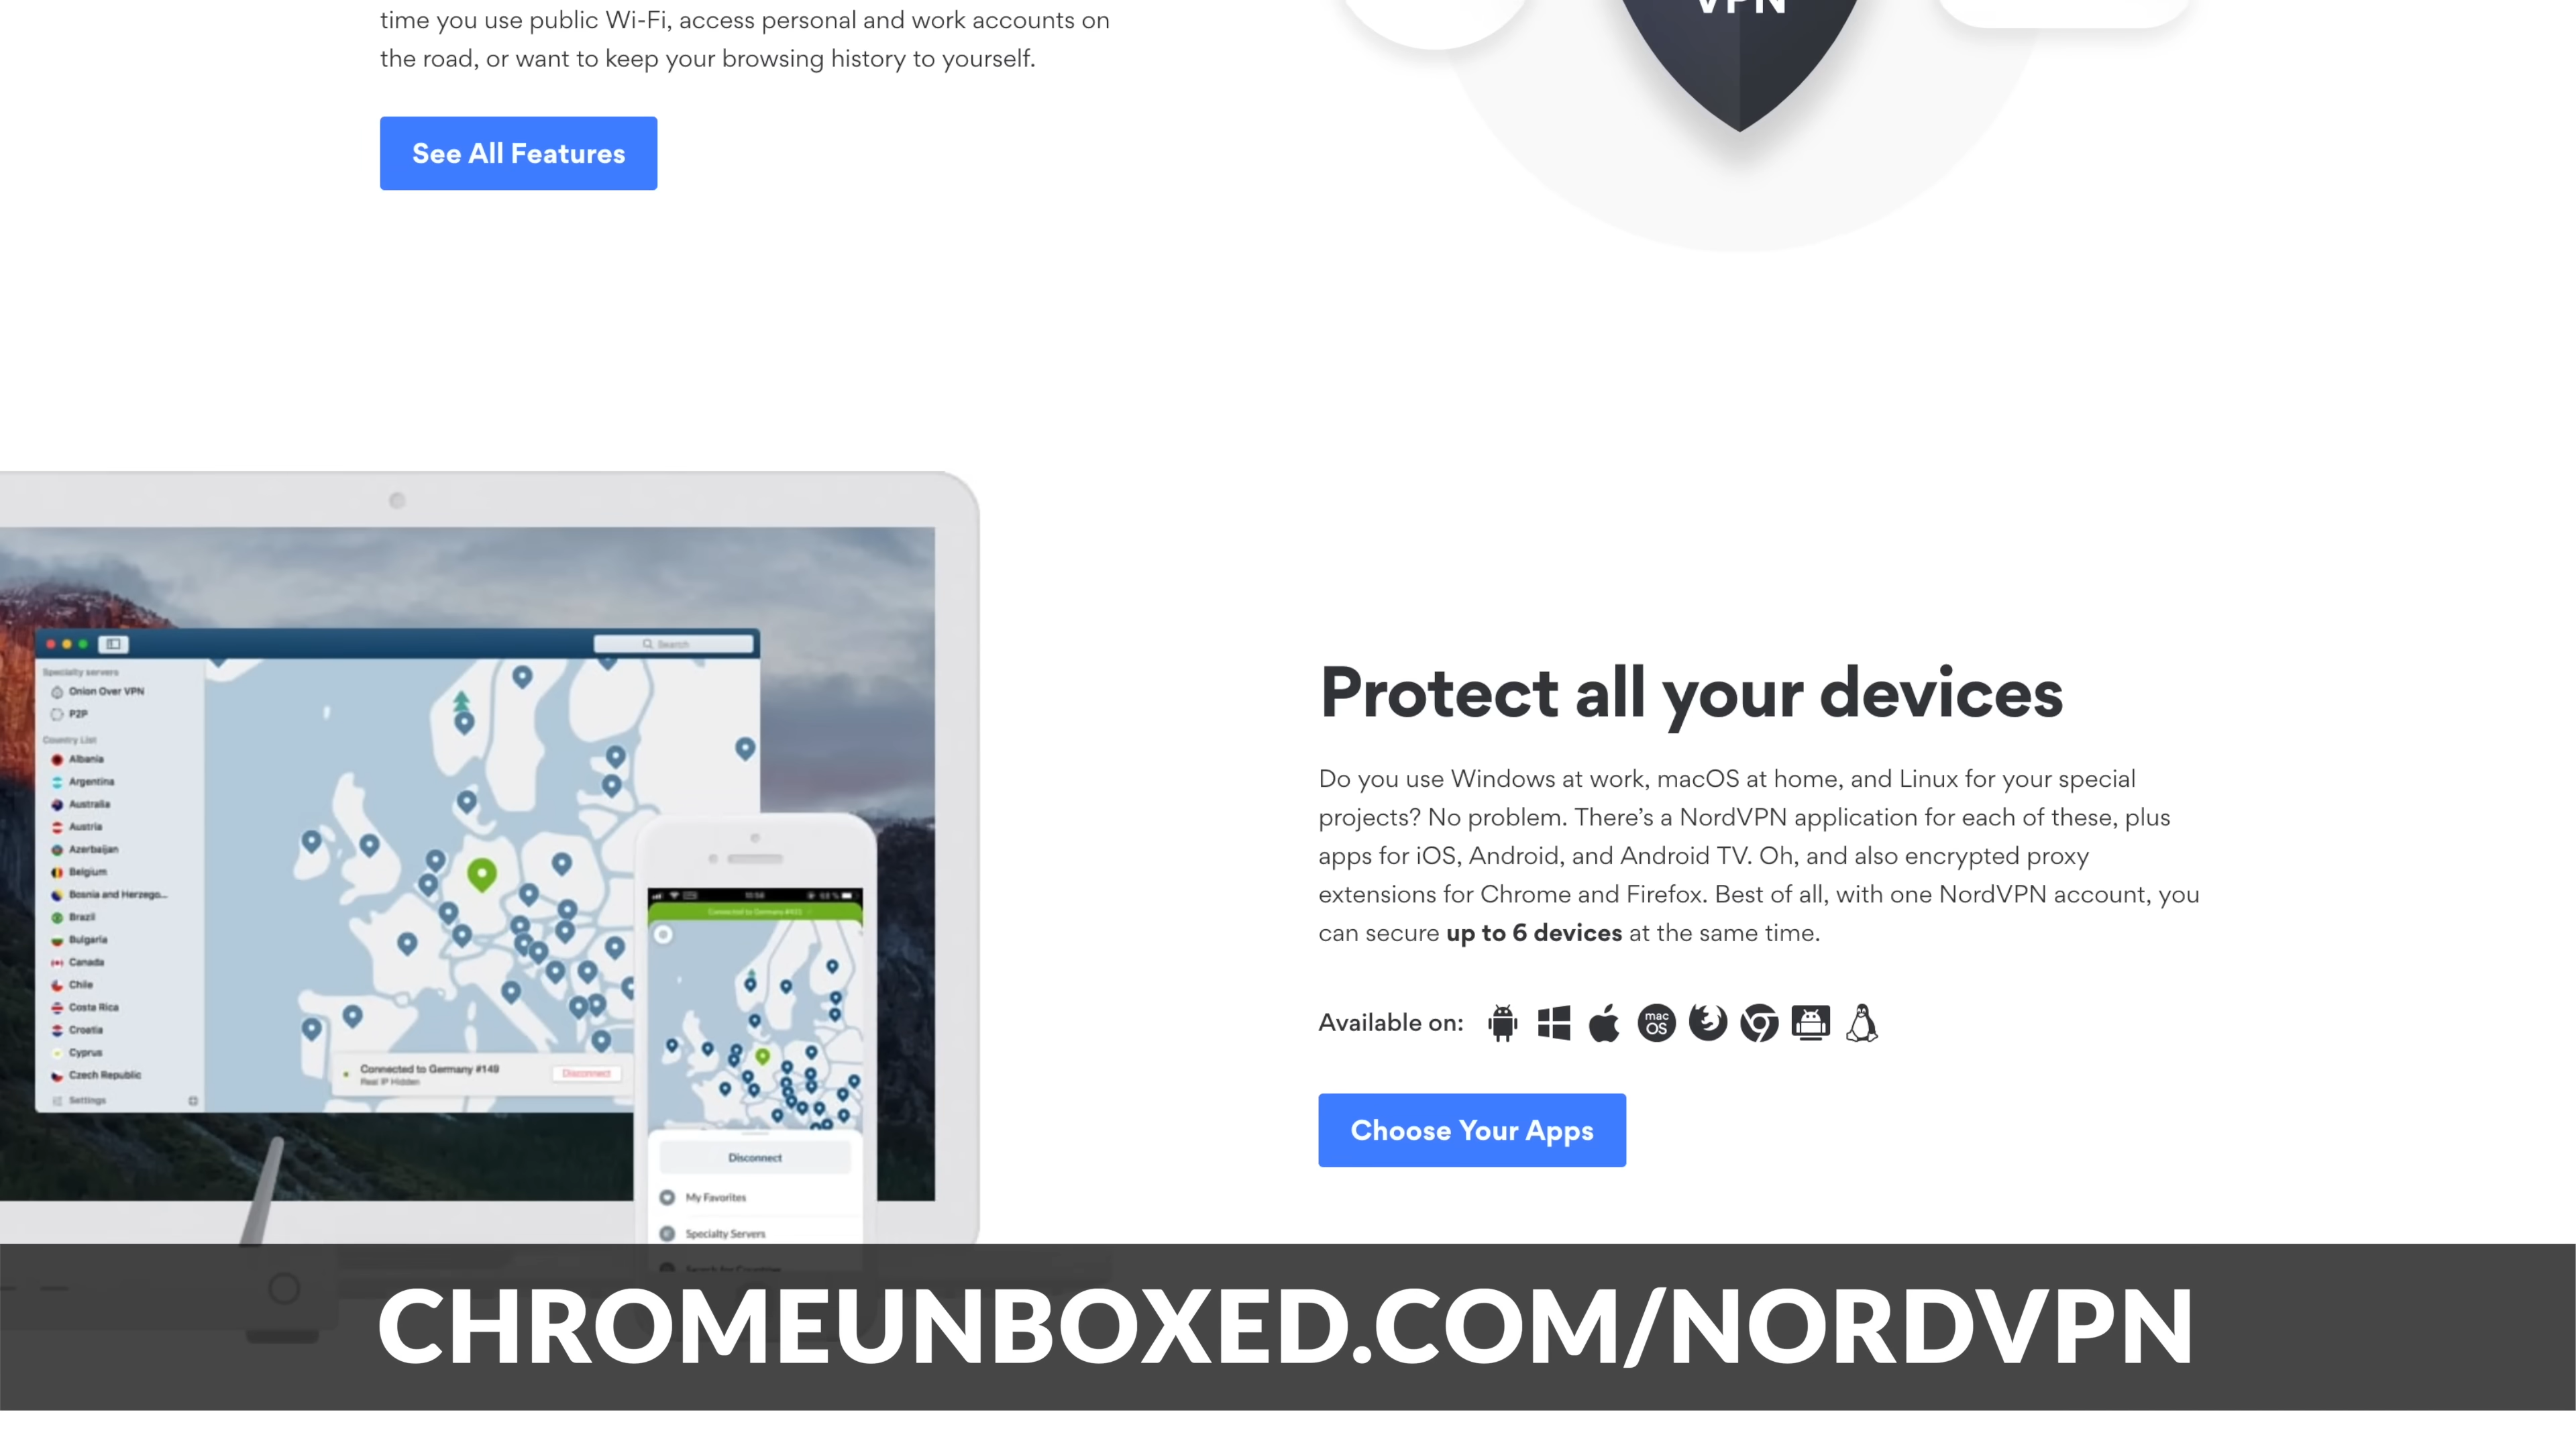 time you use public Wi-Fi, access personal and work accounts on
the road, or want to keep your browsing history to yourself.
VPN
See All Features
Search
Specialty servers
Onion Over VPN
P2P
Country List
Albania
Argentina
Australia
Austria
Azerbaijan
Belgium
Bosnia and Herzego...
Brazil
Bulgaria
Canada
Chile
Costa Rica
Croatia
Cyprus
Czech Republic
Settings
Connected to Germany #149
Real IP Hidden
Disconnect
Disconnect
My Favorites
Specialty Servers
Protect all your devices
Do you use Windows at work, macOS at home, and Linux for your special
projects? No problem. There’s a NordVPN application for each of these, plus
apps for iOS, Android, and Android TV. Oh, and also encrypted proxy
extensions for Chrome and Firefox. Best of all, with one NordVPN account, you
can secure up to 6 devices at the same time.
Available on:
mac
OS
Choose Your Apps
CHROMEUNBOXED.COM/NORDVPN